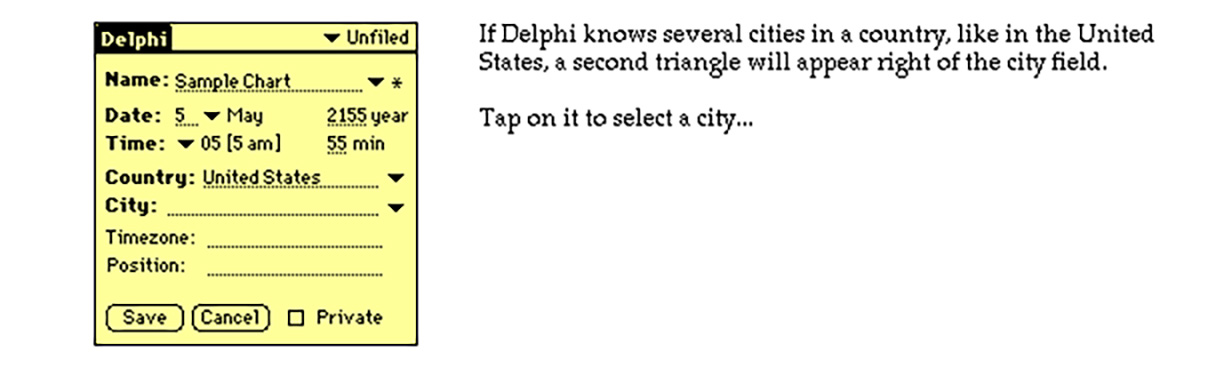 Delphi Unfiled
Name: Sample Chart *
Date: 5 May 2155 year
Time: 05 [5 am] 55 min
Country: United States
City:
Timezone:
Position:
Save Cancel Private
If Delphi knows several cities in a country, like in the United
States, a second triangle will appear right of the city field.
Tap on it to select a city...